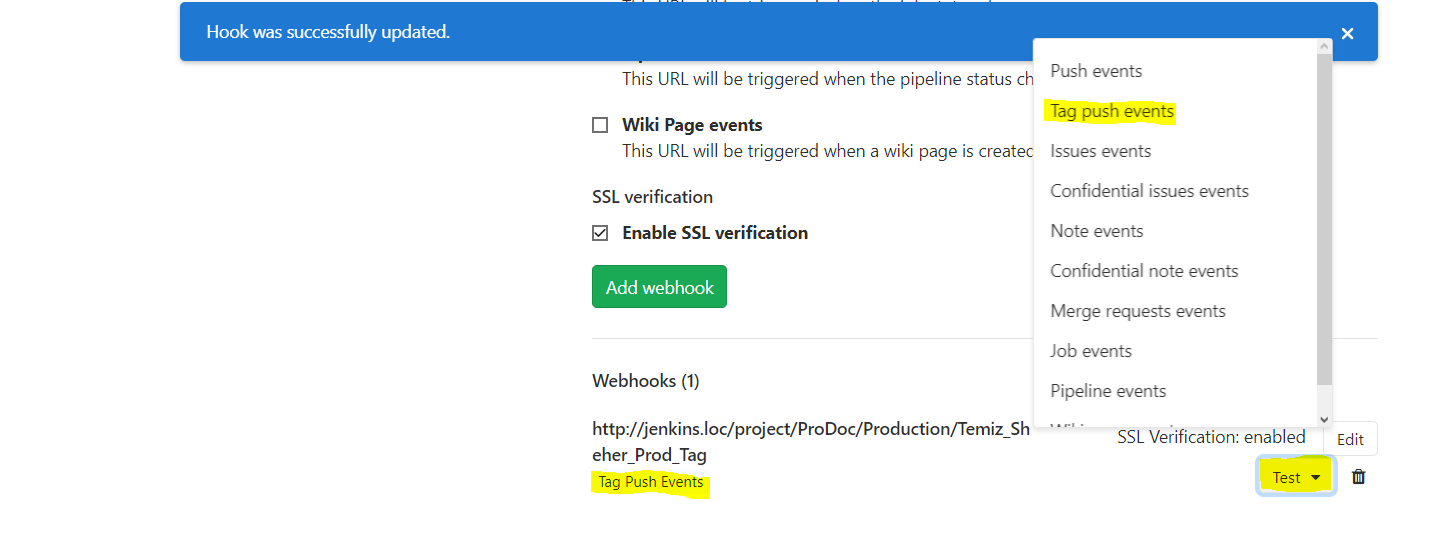 Hook was successfully updated.
This URL will be triggered when the pipeline status ch
Wiki Page events
This URL will be triggered when a wiki page is created
SSL verification
Enable SSL verification
Add webhook
Push events
Tag push events
Issues events
Confidential issues events
Note events
Confidential note events
Merge requests events
Job events
Pipeline events
Webhooks (1)
http://jenkins.loc/project/ProDoc/Production/Temiz_Sh
eher_Prod_Tag
Tag Push Events
SSL Verification: enabled
Edit
Test